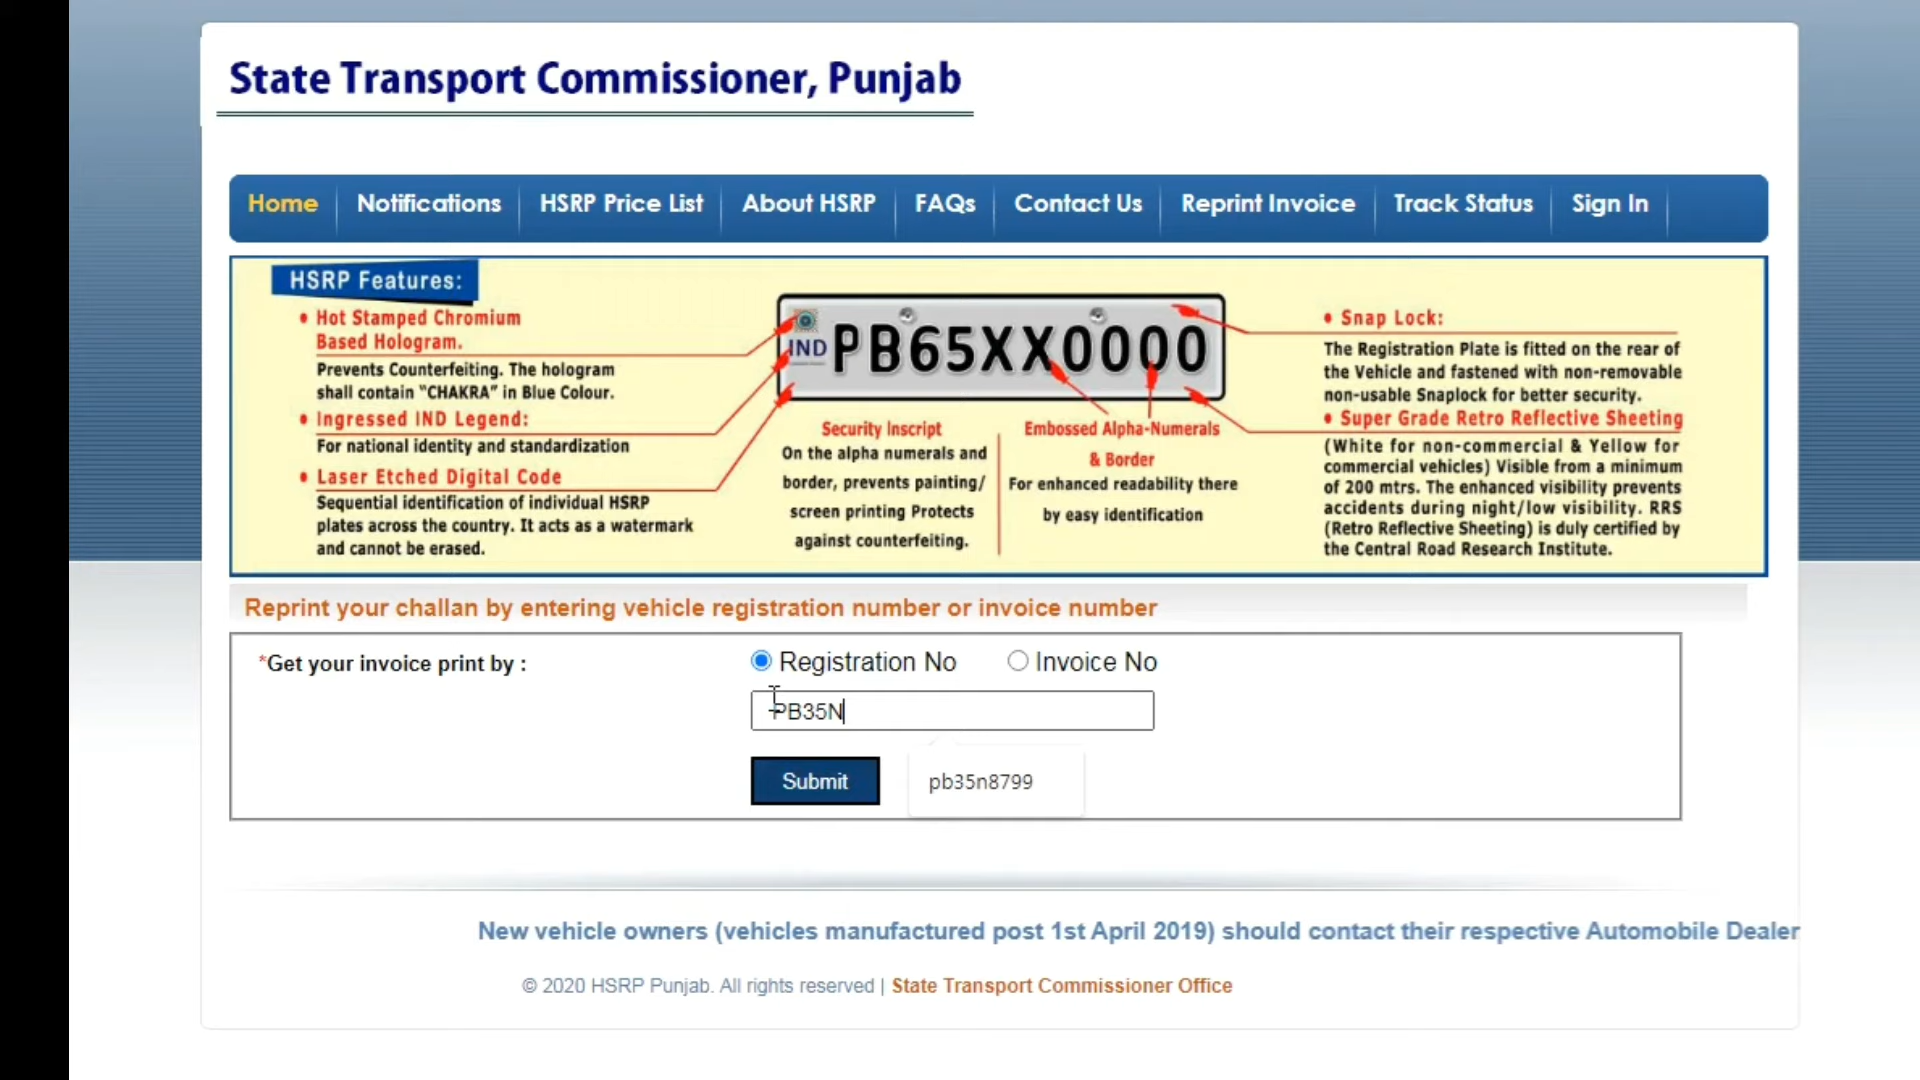 State Transport Commissioner, Punjab
Home Notifications HSRP Price List About HSRP FAQs Contact Us Reprint Invoice Track Status Sign In
HSRP Features:
• Hot Stamped Chromium
Based Hologram.
Prevents Counterfeiting. The hologram
shall contain "CHAKRA" in Blue Colour.
• Ingressed IND Legend:
For national identity and standardization
• Laser Etched Digital Code
Sequential identification of individual HSRP
plates across the country. It acts as a watermark
and cannot be erased.
IND PB65XX0000
Security Inscript
On the alpha numerals and
border, prevents painting/
screen printing Protects
against counterfeiting.
Embossed Alpha-Numerals
& Border
For enhanced readability there
by easy identification
• Snap Lock:
The Registration Plate is fitted on the rear of
the Vehicle and fastened with non-removable
non-usable Snaplock for better security.
• Super Grade Retro Reflective Sheeting
(White for non-commercial & Yellow for
commercial vehicles) Visible from a minimum
of 200 mtrs. The enhanced visibility prevents
accidents during night/low visibility. RRS
(Retro Reflective Sheeting) is duly certified by
the Central Road Research Institute.
Reprint your challan by entering vehicle registration number or invoice number
*Get your invoice print by : Registration No Invoice No
PB35N
Submit
pb35n8799
New vehicle owners (vehicles manufactured post 1st April 2019) should contact their respective Automobile Dealer
© 2020 HSRP Punjab. All rights reserved | State Transport Commissioner Office